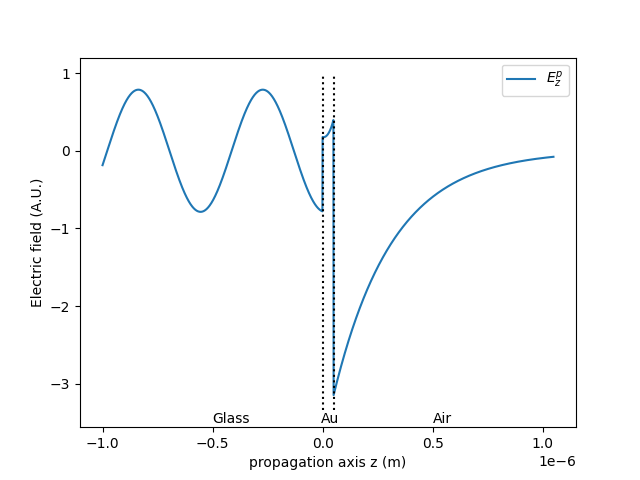 E_z^p
1
0
−1
−2
−3
Electric field (A.U.)
Glass Au Air
−1.0 −0.5 0.0 0.5 1.0
1e−6
propagation axis z (m)